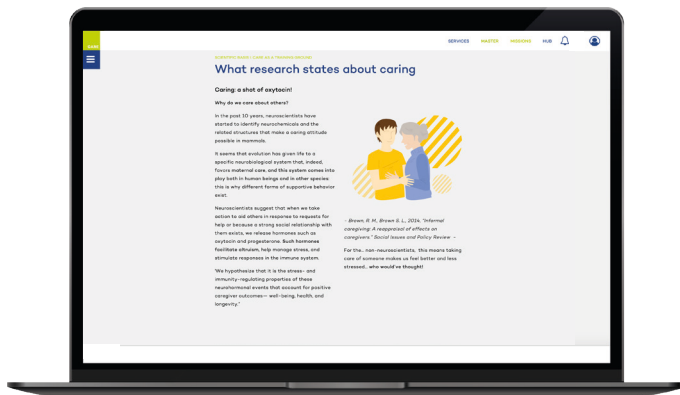 SERVICES MASTER MISSIONS HUB
What research states about caring
Caring: a shot of oxytocin!
Why do we care about others?
In the past 10 years, neuroscientists have
started to identify neurochemicals and the
related structures that make a caring attitude
possible in mammals.
It seems that evolution has given life to a
specific neurobiological system that, indeed,
favors maternal care, and this system comes into
play both in human beings and in other species:
this is why different forms of supportive behavior
exist.
Neuroscientists suggest that when we take
action to aid others in response to requests for
help or because a strong social relationship with
them exists, we release hormones such as
oxytocin and progesterone. Such hormones
facilitate altruism, help manage stress, and
stimulate responses in the immune system.
"We hypothesize that it is the stress- and
immunity-regulating properties of these
neurohormonal events that account for positive
caregiver outcomes— well-being, health, and
longevity."
- Brown, R. M., Brown S. L., 2014. "Informal
caregiving: A reappraisal of effects on
caregivers." Social Issues and Policy Review -
For the.. non-neuroscientists, this means taking
care of someone makes us feel better and less
stressed.. who would've thought!